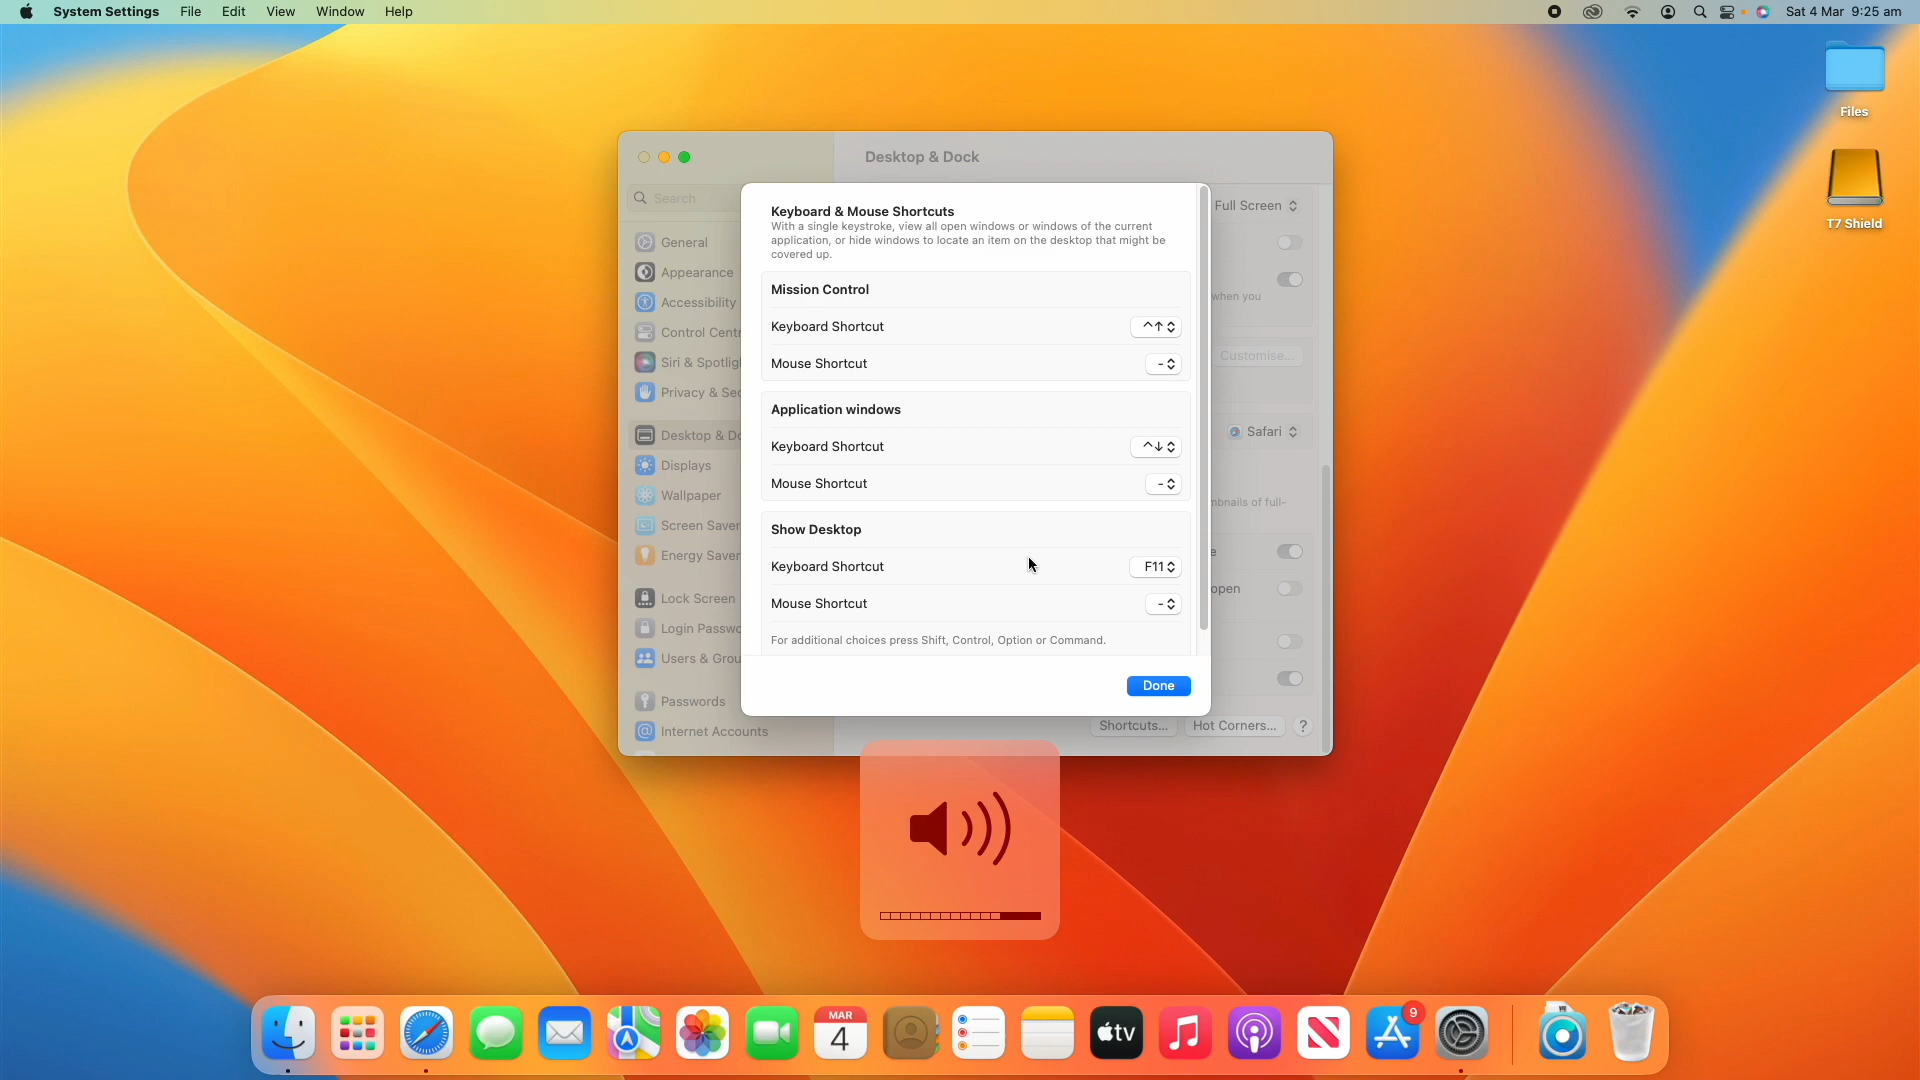 System Settings File Edit View Window Help Sat 4 Mar 9:25 am
Files
T7 Shield
Desktop & Dock
Search
Full Screen
General
Appearance
Accessibility
Control Centr
Siri & Spotlig
Privacy & Sec
Desktop & Do
Displays
Wallpaper
Screen Saver
Energy Saver
Lock Screen
Login Passwo
Users & Grou
Passwords
Internet Accounts
Keyboard & Mouse Shortcuts
With a single keystroke, view all open windows or windows of the current
application, or hide windows to locate an item on the desktop that might be
covered up.
Mission Control
Keyboard Shortcut ^↑
Mouse Shortcut -
Application windows
Keyboard Shortcut ^↓
Mouse Shortcut -
Show Desktop
Keyboard Shortcut F11
Mouse Shortcut -
For additional choices press Shift, Control, Option or Command.
Done
when you
Customise...
Safari
mbnails of full-
e
open
Shortcuts... Hot Corners... ?
MAR
4
tv
9